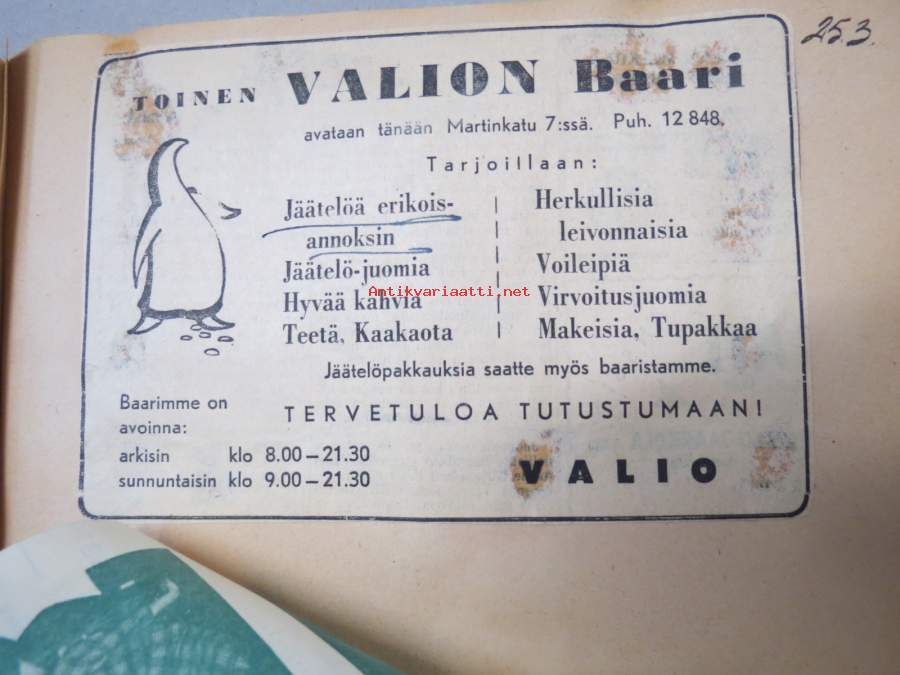 25.3.
TOINEN VALION Baari
avataan tänään Martinkatu 7:ssä. Puh. 12 848.
Tarjoillaan:
Jäätelöä erikois-
annoksin
Jäätelö-juomia
Hyvää kahvia
Teetä, Kaakaota
Herkullisia
leivonnaisia
Voileipiä
Virvoitusjuomia
Makeisia, Tupakkaa
Antikvariaatti.net
Jäätelöpakkauksia saatte myös baaristamme.
Baarimme on
avoinna:
arkisin klo 8.00–21.30
sunnuntaisin klo 9.00–21.30
TERVETULOA TUTUSTUMAAN!
VALIO